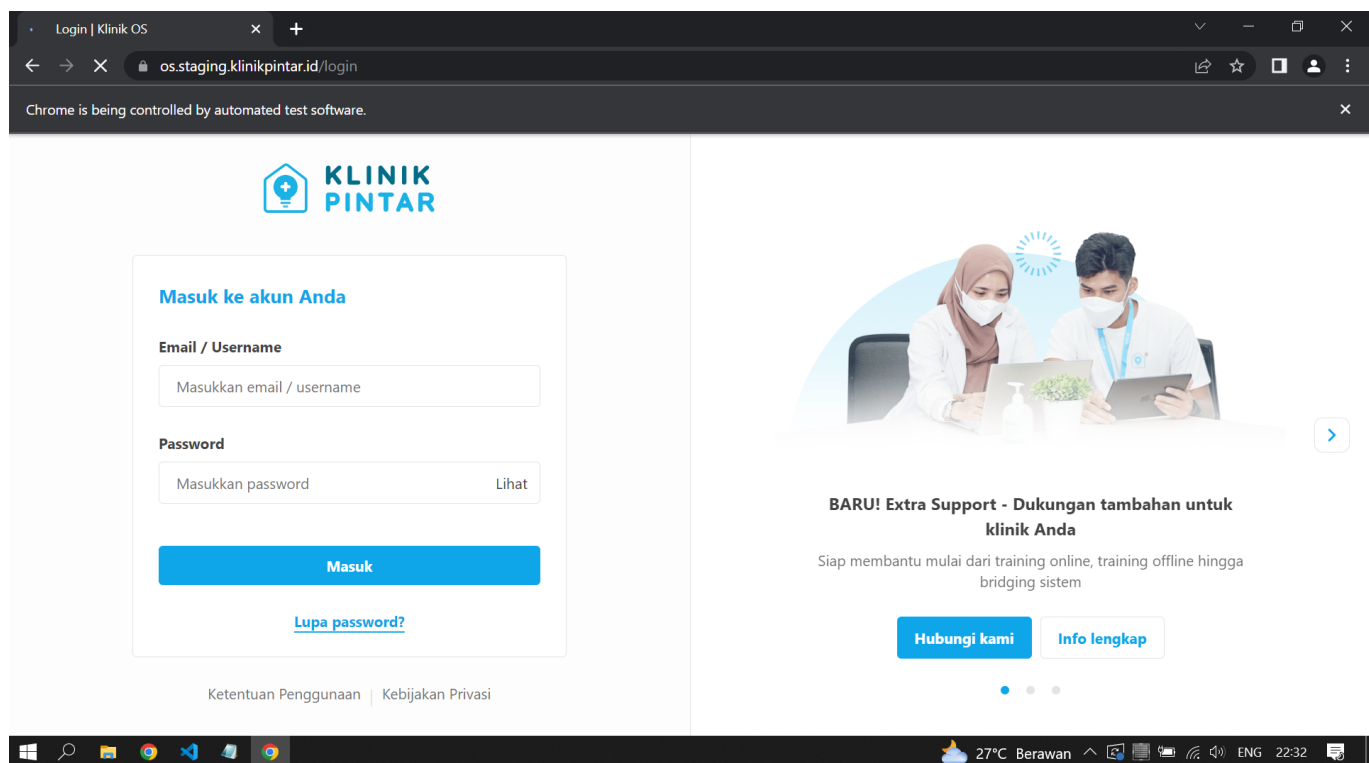 Login | Klinik OS
os.staging.klinikpintar.id/login
Chrome is being controlled by automated test software.
KLINIK
PINTAR
Masuk ke akun Anda
Email / Username
Masukkan email / username
Password
Masukkan password
Lihat
Masuk
Lupa password?
Ketentuan Penggunaan | Kebijakan Privasi
BARU! Extra Support - Dukungan tambahan untuk
klinik Anda
Siap membantu mulai dari training online, training offline hingga
bridging sistem
Hubungi kami
Info lengkap
27°C Berawan
ENG
22:32